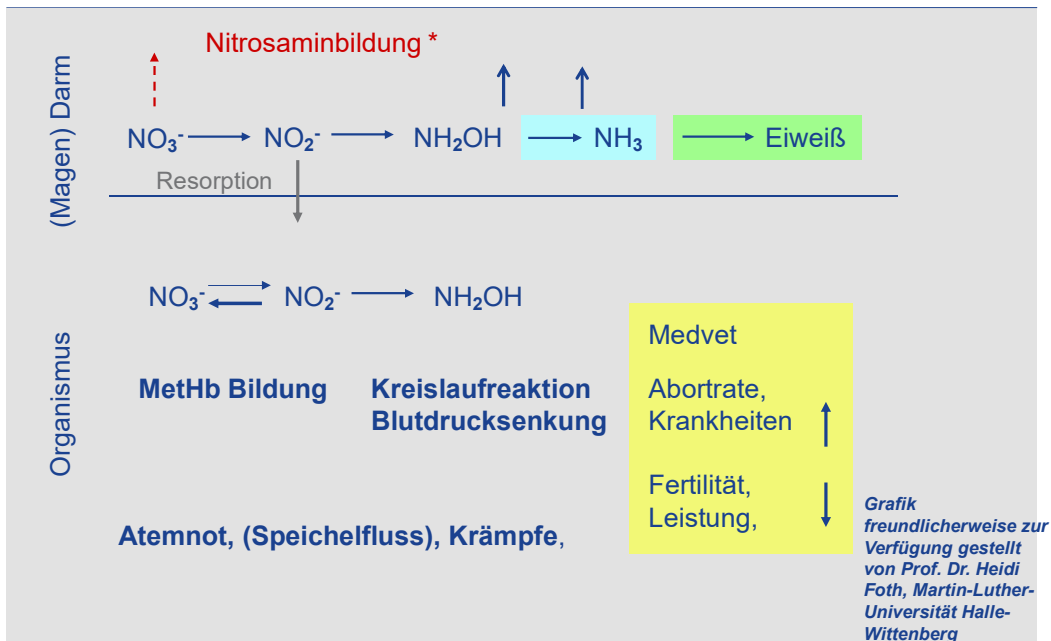 Nitrosaminbildung *
(Magen) Darm
NO₃⁻ NO₂⁻ NH₂OH NH₃ Eiweiß
Resorption
Organismus
NO₃⁻ NO₂⁻ NH₂OH
MetHb Bildung
Kreislaufreaktion
Blutdrucksenkung
Medvet
Abortrate,
Krankheiten
Fertilität,
Leistung,
Atemnot, (Speichelfluss), Krämpfe,
Grafik
freundlicherweise zur
Verfügung gestellt
von Prof. Dr. Heidi
Foth, Martin-Luther-
Universität Halle-
Wittenberg